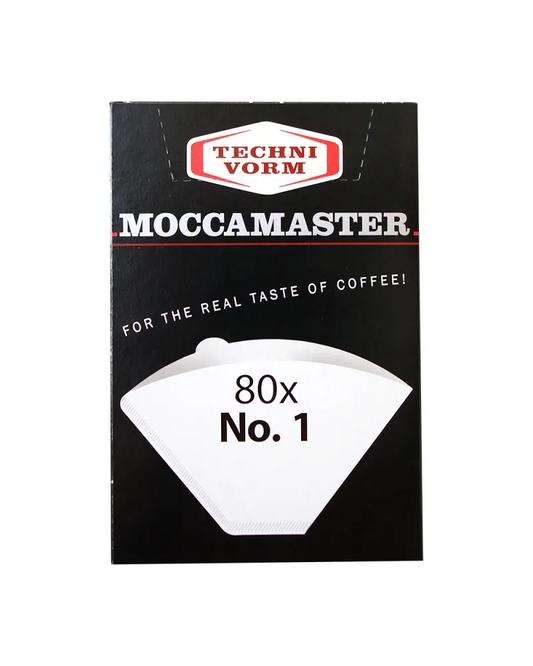 TECHNI
VORM
MOCCAMASTER
FOR THE REAL TASTE OF COFFEE!
80x
No. 1